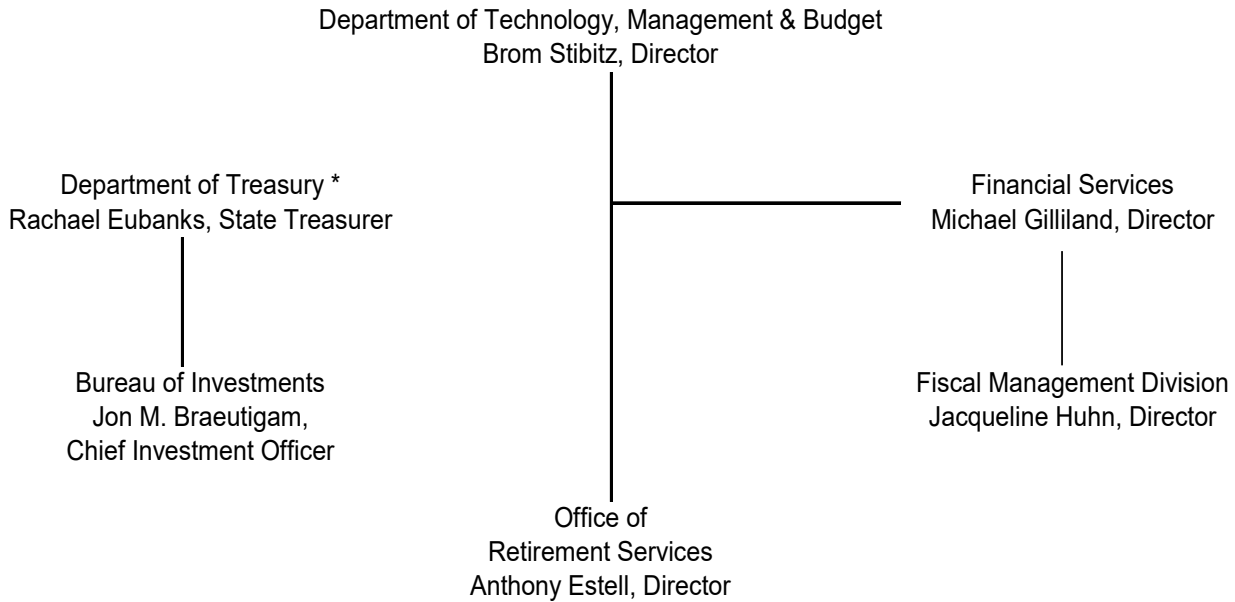 Department of Technology, Management & Budget
Brom Stibitz, Director
Department of Treasury *
Rachael Eubanks, State Treasurer
Financial Services
Michael Gilliland, Director
Bureau of Investments
Jon M. Braeutigam,
Chief Investment Officer
Fiscal Management Division
Jacqueline Huhn, Director
Office of
Retirement Services
Anthony Estell, Director